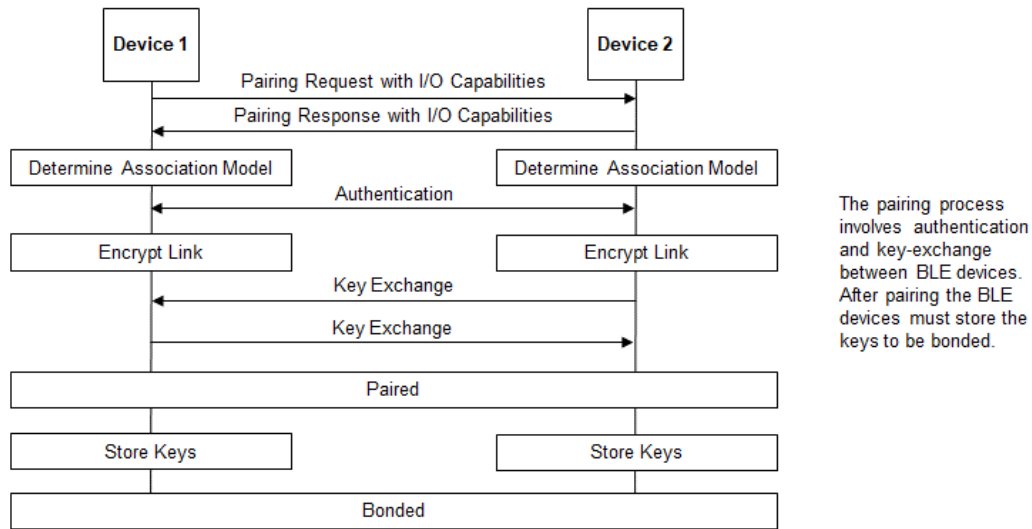 Device 1
Device 2
Pairing Request with I/O Capabilities
Pairing Response with I/O Capabilities
Determine Association Model
Determine Association Model
Authentication
Encrypt Link
Encrypt Link
Key Exchange
Key Exchange
Paired
Store Keys
Store Keys
Bonded
The pairing process
involves authentication
and key-exchange
between BLE devices.
After pairing the BLE
devices must store the
keys to be bonded.